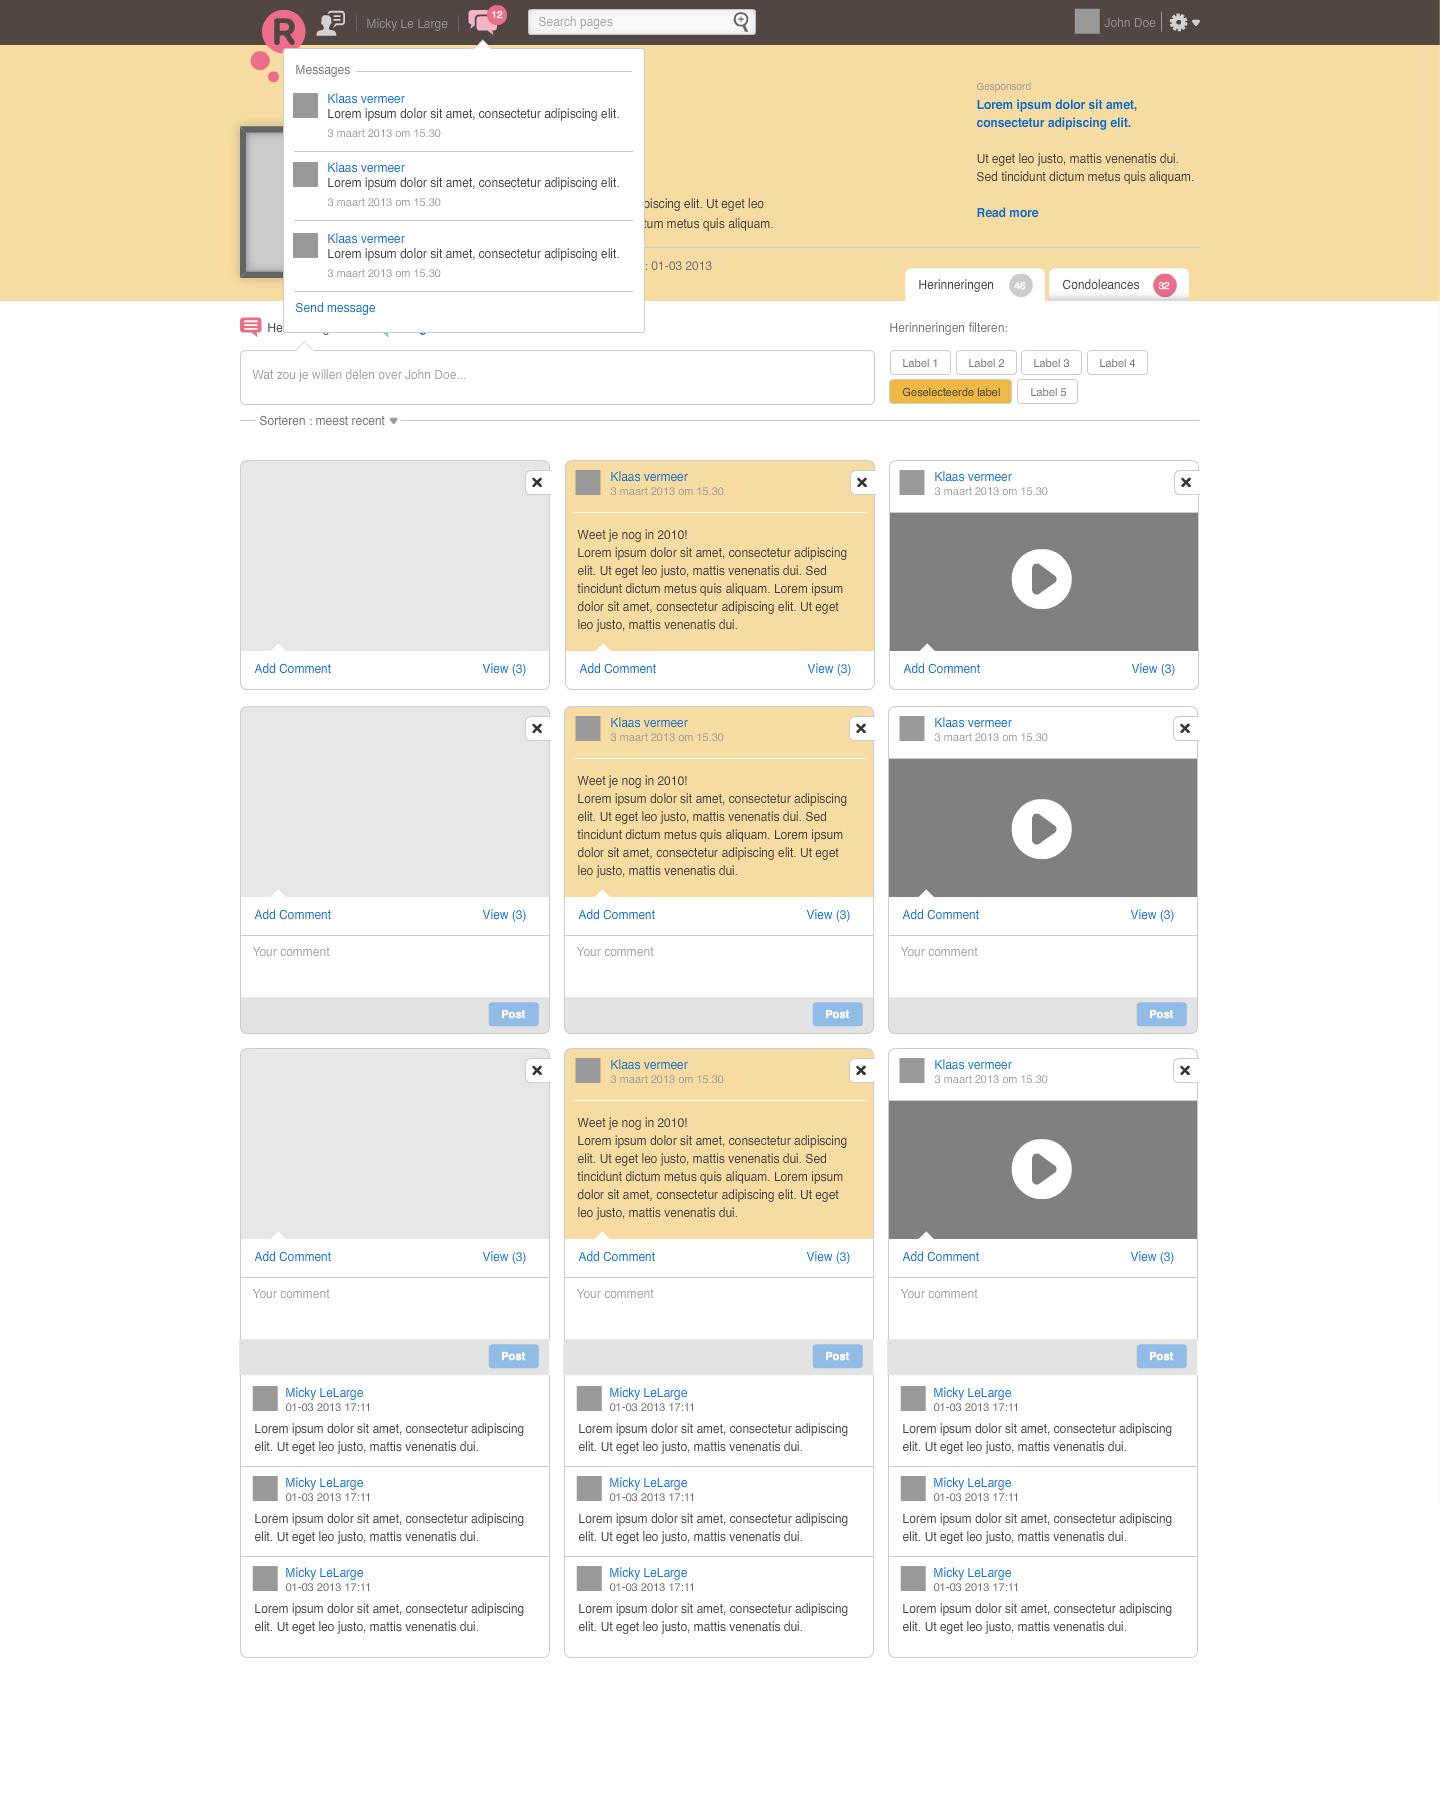 R
Micky Le Large
12
Search pages
John Doe
Messages
Klaas vermeer
Lorem ipsum dolor sit amet, consectetur adipiscing elit.
3 maart 2013 om 15.30
Klaas vermeer
Lorem ipsum dolor sit amet, consectetur adipiscing elit.
3 maart 2013 om 15.30
Klaas vermeer
Lorem ipsum dolor sit amet, consectetur adipiscing elit.
3 maart 2013 om 15.30
Send message
Gesponsord
Lorem ipsum dolor sit amet,
consectetur adipiscing elit.
Ut eget leo justo, mattis venenatis dui.
Sed tincidunt dictum metus quis aliquam.
Read more
elit. Ut eget leo
metus quis aliquam.
: 01-03 2013
Herinneringen 46
Condoleances 32
Herinneringen filteren:
Wat zou je willen delen over John Doe...
Label 1 Label 2 Label 3 Label 4
Geselecteerde label Label 5
Sorteren : meest recent
Add Comment View (3)
Klaas vermeer
3 maart 2013 om 15.30
Weet je nog in 2010!
Lorem ipsum dolor sit amet, consectetur adipiscing
elit. Ut eget leo justo, mattis venenatis dui. Sed
tincidunt dictum metus quis aliquam. Lorem ipsum
dolor sit amet, consectetur adipiscing elit. Ut eget
leo justo, mattis venenatis dui.
Add Comment View (3)
Klaas vermeer
3 maart 2013 om 15.30
Add Comment View (3)
Add Comment View (3)
Your comment
Post
Klaas vermeer
3 maart 2013 om 15.30
Weet je nog in 2010!
Lorem ipsum dolor sit amet, consectetur adipiscing
elit. Ut eget leo justo, mattis venenatis dui. Sed
tincidunt dictum metus quis aliquam. Lorem ipsum
dolor sit amet, consectetur adipiscing elit. Ut eget
leo justo, mattis venenatis dui.
Add Comment View (3)
Your comment
Post
Klaas vermeer
3 maart 2013 om 15.30
Add Comment View (3)
Your comment
Post
Add Comment View (3)
Your comment
Post
Micky LeLarge
01-03 2013 17:11
Lorem ipsum dolor sit amet, consectetur adipiscing
elit. Ut eget leo justo, mattis venenatis dui.
Micky LeLarge
01-03 2013 17:11
Lorem ipsum dolor sit amet, consectetur adipiscing
elit. Ut eget leo justo, mattis venenatis dui.
Micky LeLarge
01-03 2013 17:11
Lorem ipsum dolor sit amet, consectetur adipiscing
elit. Ut eget leo justo, mattis venenatis dui.
Klaas vermeer
3 maart 2013 om 15.30
Weet je nog in 2010!
Lorem ipsum dolor sit amet, consectetur adipiscing
elit. Ut eget leo justo, mattis venenatis dui. Sed
tincidunt dictum metus quis aliquam. Lorem ipsum
dolor sit amet, consectetur adipiscing elit. Ut eget
leo justo, mattis venenatis dui.
Add Comment View (3)
Your comment
Post
Micky LeLarge
01-03 2013 17:11
Lorem ipsum dolor sit amet, consectetur adipiscing
elit. Ut eget leo justo, mattis venenatis dui.
Micky LeLarge
01-03 2013 17:11
Lorem ipsum dolor sit amet, consectetur adipiscing
elit. Ut eget leo justo, mattis venenatis dui.
Micky LeLarge
01-03 2013 17:11
Lorem ipsum dolor sit amet, consectetur adipiscing
elit. Ut eget leo justo, mattis venenatis dui.
Klaas vermeer
3 maart 2013 om 15.30
Add Comment View (3)
Your comment
Post
Micky LeLarge
01-03 2013 17:11
Lorem ipsum dolor sit amet, consectetur adipiscing
elit. Ut eget leo justo, mattis venenatis dui.
Micky LeLarge
01-03 2013 17:11
Lorem ipsum dolor sit amet, consectetur adipiscing
elit. Ut eget leo justo, mattis venenatis dui.
Micky LeLarge
01-03 2013 17:11
Lorem ipsum dolor sit amet, consectetur adipiscing
elit. Ut eget leo justo, mattis venenatis dui.